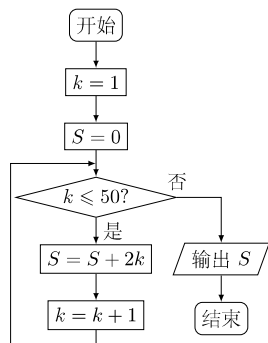 开始
k = 1
S = 0
k ⩽ 50?
否
是
S = S + 2k
输出 S
k = k + 1
结束